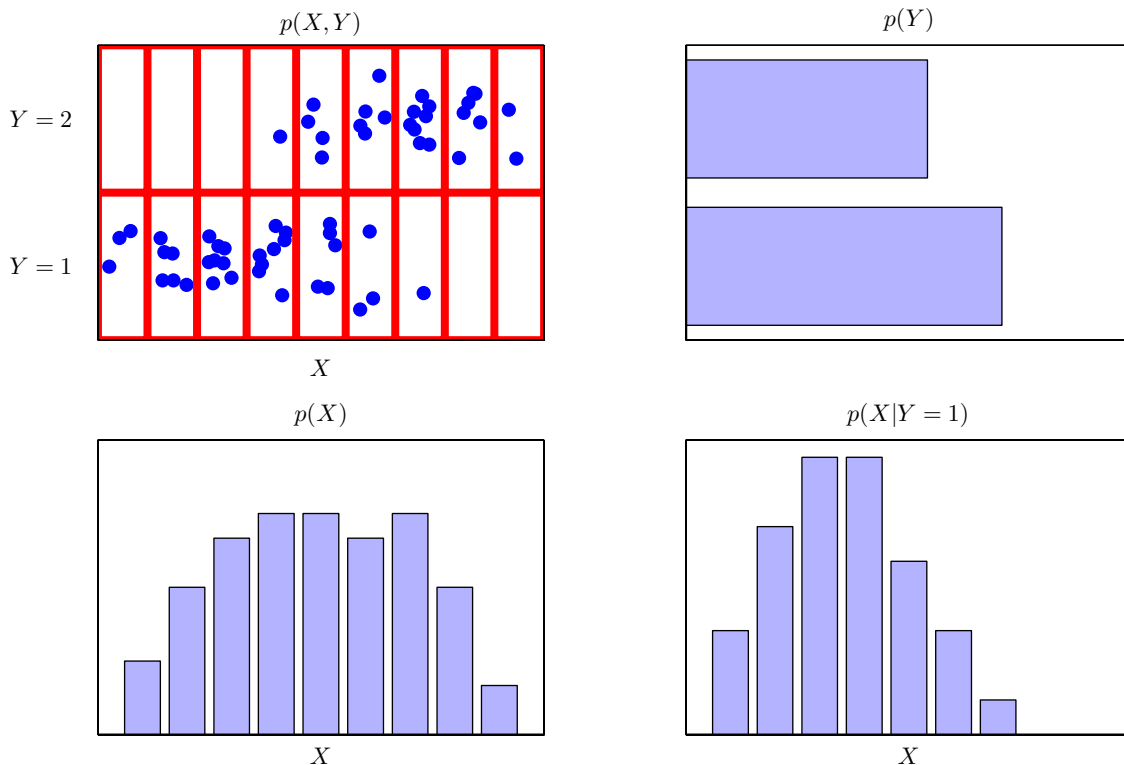 p(X, Y)
Y = 2
Y = 1
X
p(Y)
p(X)
X
p(X|Y = 1)
X